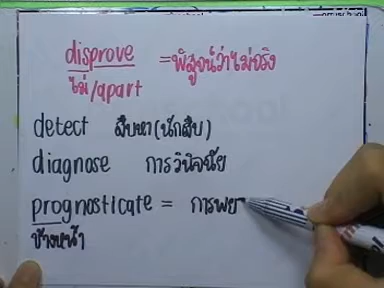 disprove = พิสูจน์ว่าไม่จริง
ไม่/apart
detect สืบหา (นักสืบ)
diagnose การวินิจฉัย
prognosticate = การพย
ข้างหน้า